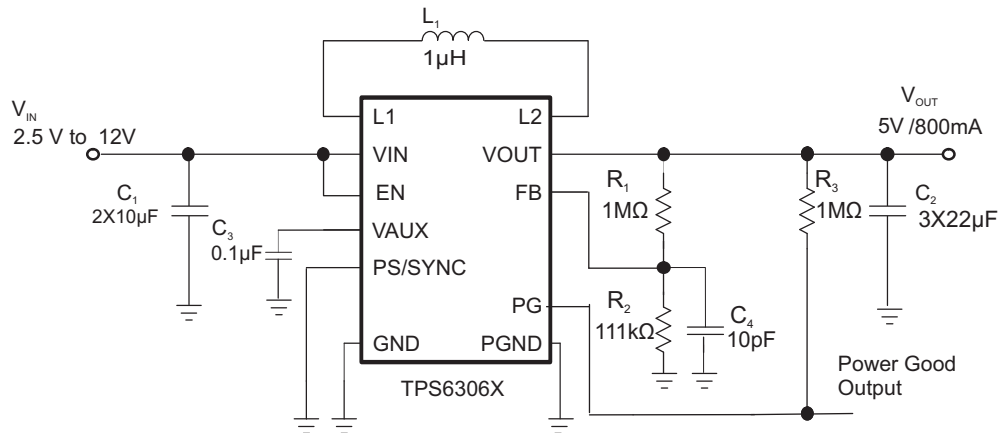 L₁
1µH
V_IN
2.5 V to 12V
V_OUT
5V /800mA
L1
L2
VIN
VOUT
EN
FB
VAUX
PS/SYNC
PG
GND
PGND
TPS6306X
C₁
2X10µF
C₃
0.1µF
R₁
1MΩ
R₃
1MΩ
C₂
3X22µF
R₂
111kΩ
C₄
10pF
Power Good
Output